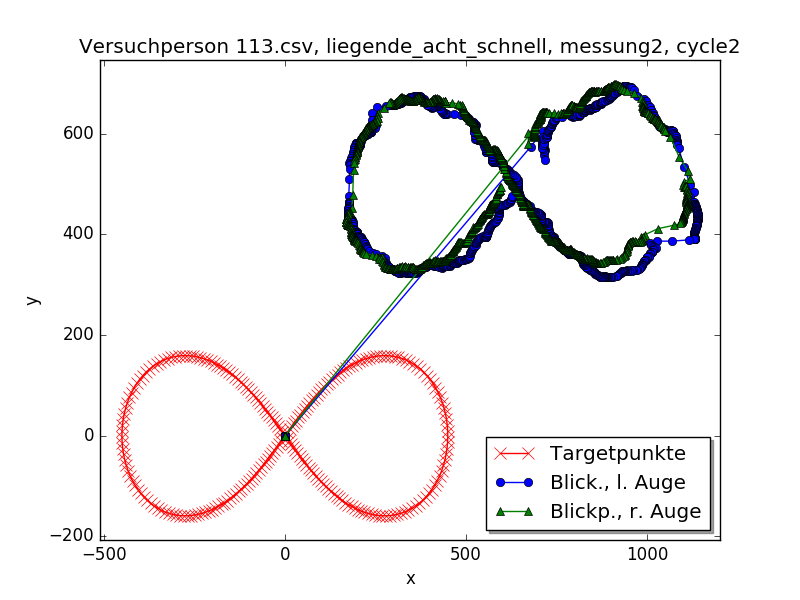 Versuchperson 113.csv, liegende_acht_schnell, messung2, cycle2
y
600
400
200
0
−200
−500
0
500
1000
x
Targetpunkte
Blick., l. Auge
Blickp., r. Auge